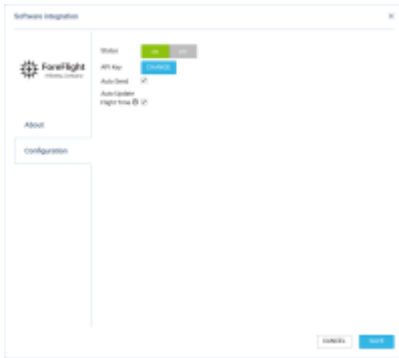 Software Integration
ForeFlight
Status ON OFF
API Key CHANGE
Auto Send
Auto Update
Flight Time
About
Configuration
CANCEL SAVE